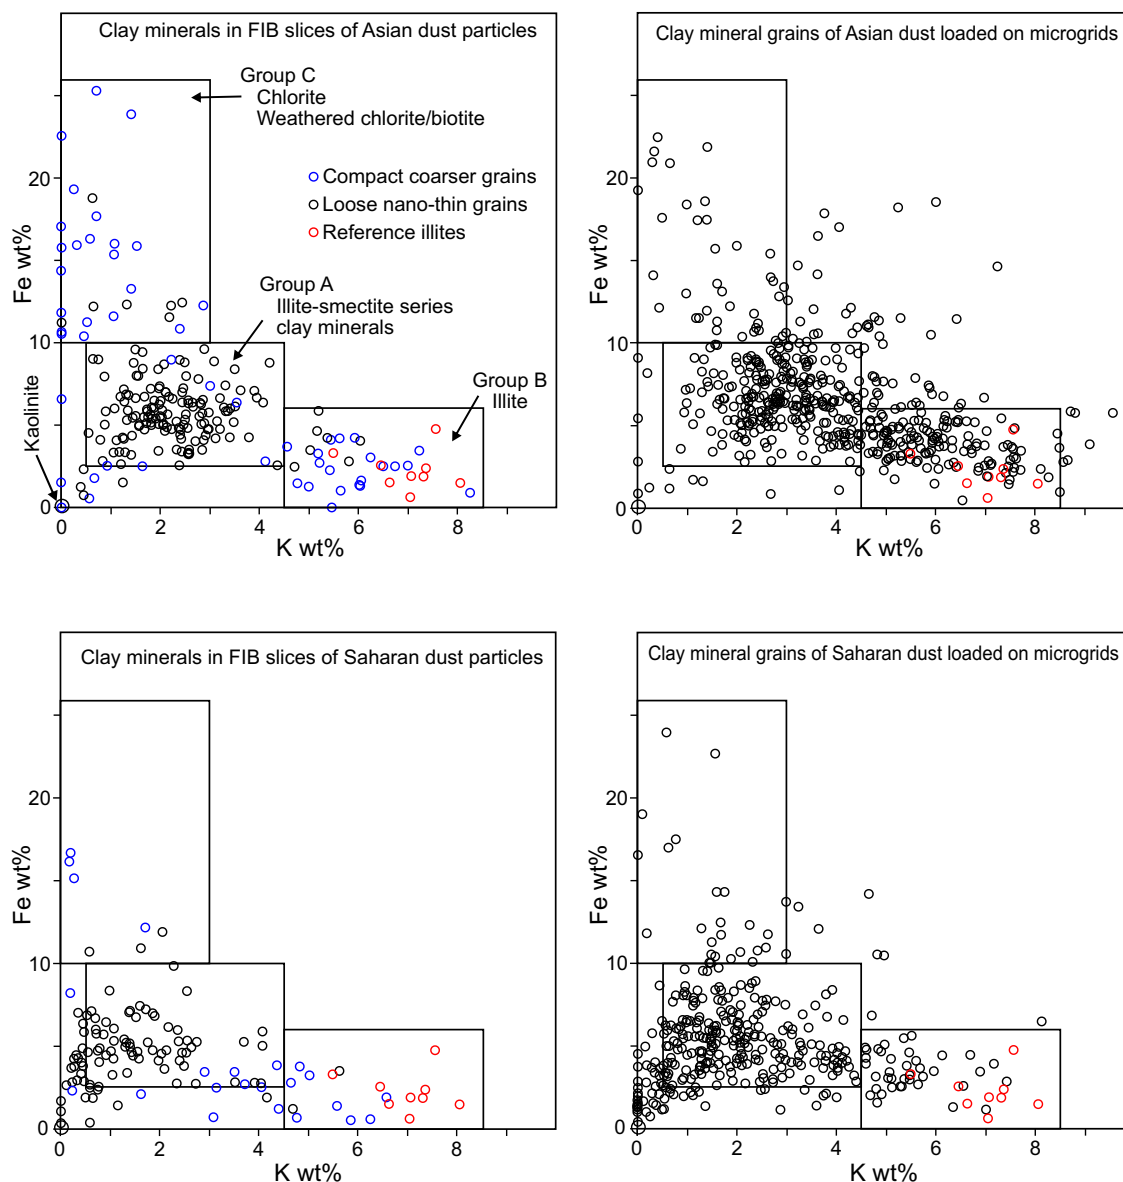 Clay minerals in FIB slices of Asian dust particles
Group C
Chlorite
Weathered chlorite/biotite
Compact coarser grains
Loose nano-thin grains
Reference illites
Group A
Illite-smectite series
clay minerals
Group B
Illite
Kaolinite
Fe wt%
20
10
0
0 2 4 6 8
K wt%
Clay mineral grains of Asian dust loaded on microgrids
Fe wt%
20
10
0
0 2 4 6 8
K wt%
Clay minerals in FIB slices of Saharan dust particles
Fe wt%
20
10
0
0 2 4 6 8
K wt%
Clay mineral grains of Saharan dust loaded on microgrids
Fe wt%
20
10
0
0 2 4 6 8
K wt%